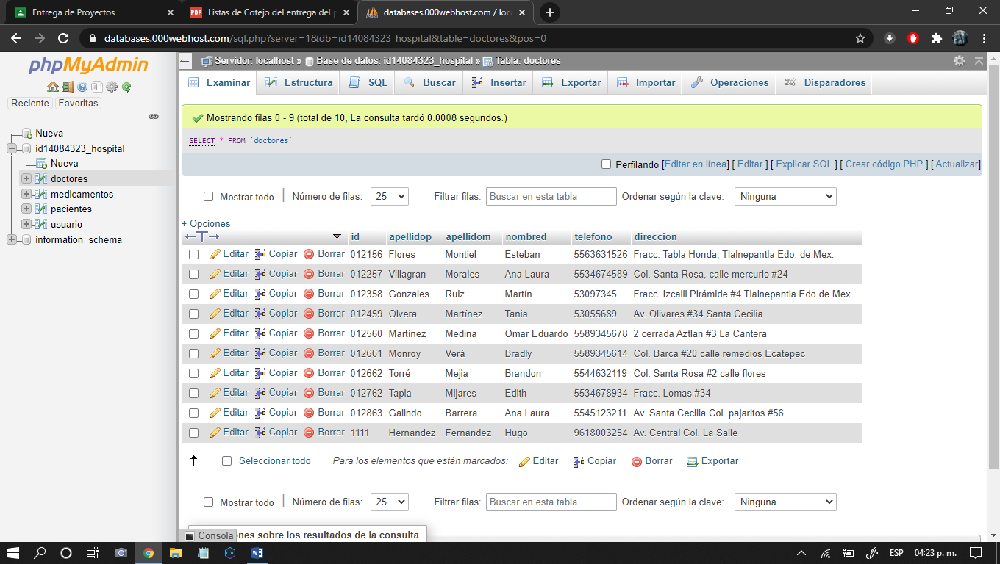 Entrega de Proyectos
Listas de Cotejo del entrega del p
databases.000webhost.com / loca
databases.000webhost.com/sql.php?server=1&db=id14084323_hospital&table=doctores&pos=0
phpMyAdmin
Reciente Favoritas
Nueva
id14084323_hospital
Nueva
doctores
medicamentos
pacientes
usuario
information_schema
Servidor: localhost » Base de datos: id14084323_hospital » Tabla: doctores
Examinar Estructura SQL Buscar Insertar Exportar Importar Operaciones Disparadores
Mostrando filas 0 - 9 (total de 10, La consulta tardó 0.0008 segundos.)
SELECT * FROM `doctores`
Perfilando [Editar en línea] [ Editar ] [ Explicar SQL ] [ Crear código PHP ] [ Actualizar]
Mostrar todo Número de filas: 25 Filtrar filas: Buscar en esta tabla Ordenar según la clave: Ninguna
+ Opciones
←T→ id apellidop apellidom nombred telefono direccion
Editar Copiar Borrar 012156 Flores Montiel Esteban 5563631526 Fracc. Tabla Honda, Tlalnepantla Edo. de Mex.
Editar Copiar Borrar 012257 Villagran Morales Ana Laura 5534674589 Col. Santa Rosa, calle mercurio #24
Editar Copiar Borrar 012358 Gonzales Ruiz Martín 53097345 Fracc. Izcalli Pirámide #4 Tlalnepantla Edo de Mex...
Editar Copiar Borrar 012459 Olvera Martínez Tania 53055689 Av. Olivares #34 Santa Cecilia
Editar Copiar Borrar 012560 Martínez Medina Omar Eduardo 5589345678 2 cerrada Aztlan #3 La Cantera
Editar Copiar Borrar 012661 Monroy Verá Bradly 5589345614 Col. Barca #20 calle remedios Ecatepec
Editar Copiar Borrar 012662 Torré Mejia Brandon 5544632119 Col. Santa Rosa #2 calle flores
Editar Copiar Borrar 012762 Tapia Mijares Edith 5534678934 Fracc. Lomas #34
Editar Copiar Borrar 012863 Galindo Barrera Ana Laura 5545123211 Av. Santa Cecilia Col. pajaritos #56
Editar Copiar Borrar 1111 Hernandez Fernandez Hugo 9618003254 Av. Central Col. La Salle
Seleccionar todo Para los elementos que están marcados: Editar Copiar Borrar Exportar
Mostrar todo Número de filas: 25 Filtrar filas: Buscar en esta tabla Ordenar según la clave: Ninguna
Consola nes sobre los resultados de la consulta
ESP 04:23 p. m.